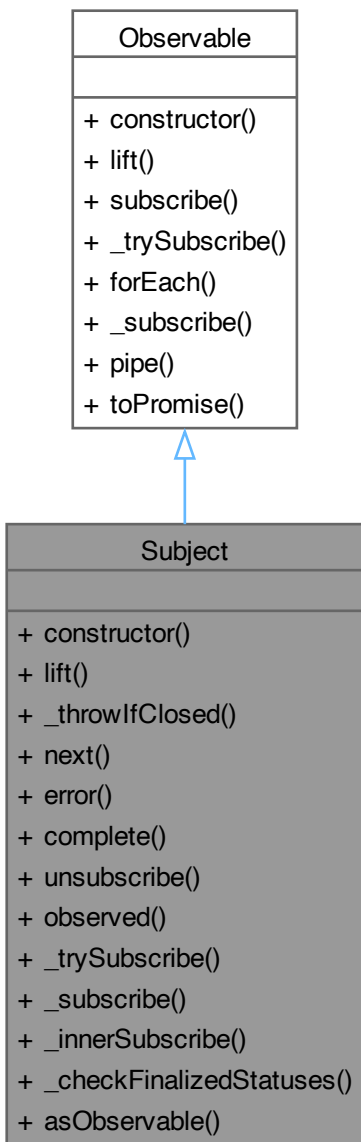 Observable
+ constructor()
+ lift()
+ subscribe()
+ _trySubscribe()
+ forEach()
+ _subscribe()
+ pipe()
+ toPromise()
Subject
+ constructor()
+ lift()
+ _throwIfClosed()
+ next()
+ error()
+ complete()
+ unsubscribe()
+ observed()
+ _trySubscribe()
+ _subscribe()
+ _innerSubscribe()
+ _checkFinalizedStatuses()
+ asObservable()